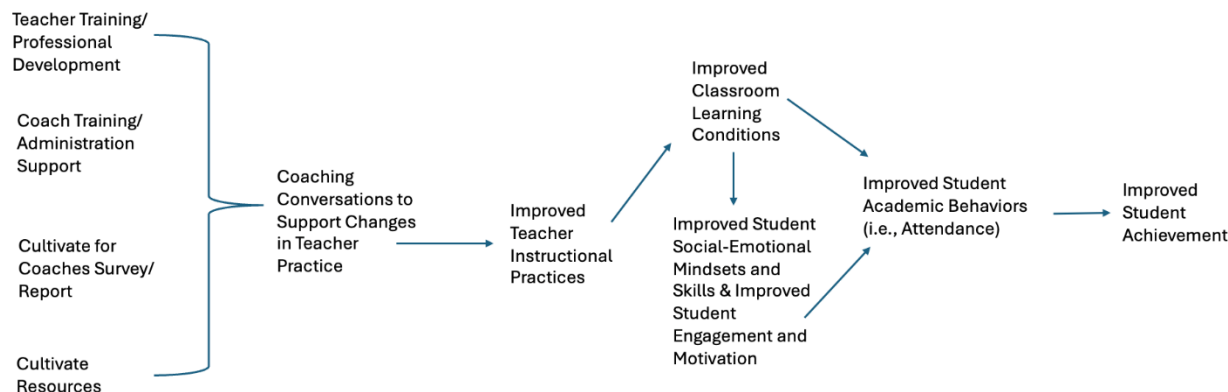 Teacher Training/
Professional
Development
Coach Training/
Administration
Support
Cultivate for
Coaches Survey/
Report
Cultivate
Resources
Coaching
Conversations to
Support Changes
in Teacher
Practice
Improved
Teacher
Instructional
Practices
Improved
Classroom
Learning
Conditions
Improved Student
Social-Emotional
Mindsets and
Skills & Improved
Student
Engagement and
Motivation
Improved Student
Academic Behaviors
(i.e., Attendance)
Improved
Student
Achievement